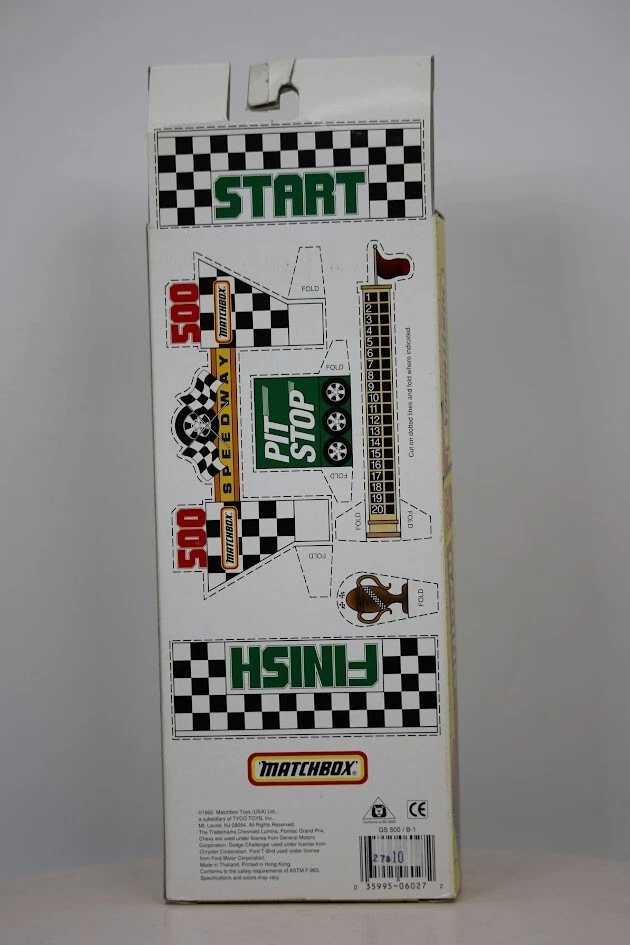 START
500
MATCHBOX
FOLD
1
2
3
4
5
6
7
8
9
10
11
12
13
14
15
16
17
18
19
20
SPEEDWAY
FOLD
PIT
STOP
FOLD
Cut on dotted lines and fold where indicated.
500
MATCHBOX
FOLD
FOLD
FOLD
FOLD
FINISH
MATCHBOX®
©1992 Matchbox Toys (USA) Ltd.,
a subsidiary of TYCO TOYS, Inc.,
Mt. Laurel, NJ 08054. All Rights Reserved.
The Trademarks Chevrolet Lumina, Pontiac Grand Prix,
Chevy are used under license from General Motors
Corporation. Dodge Challenger used under license from
Chrysler Corporation. Ford T-Bird used under license
from Ford Motor Corporation.
Made in Thailand. Printed in Hong Kong.
Conforms to the safety requirements of ASTM F-963.
Specifications and colors may vary.
CE
GS 500 / B-1
0 35995-06027 2